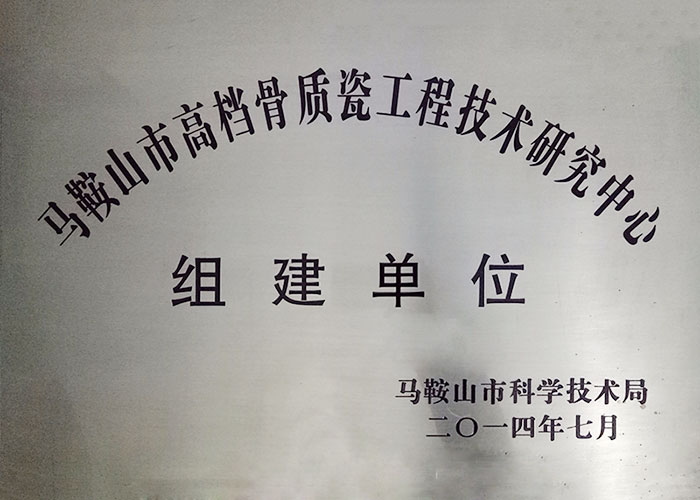 马鞍山市高档骨质瓷工程技术研究中心
组建单位
马鞍山市科学技术局
二〇一四年七月